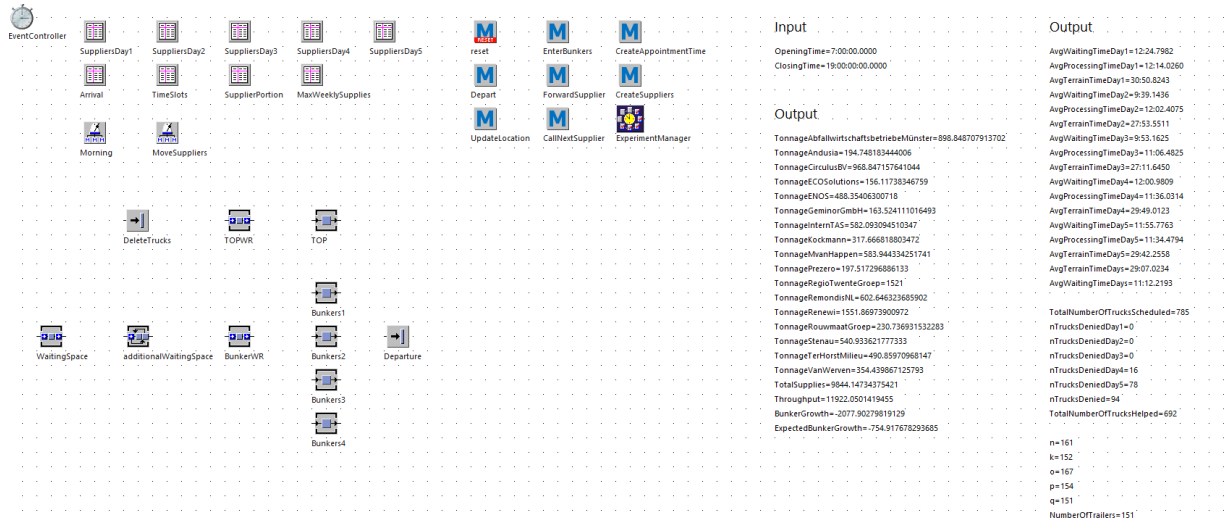 EventController
SuppliersDay1 SuppliersDay2 SuppliersDay3 SuppliersDay4 SuppliersDay5
Arrival TimeSlots SupplierPortion MaxWeeklySupplies
Morning MoveSuppliers
M RESET M M
reset EnterBunkers CreateAppointmentTime
M M M
Depart ForwardSupplier CreateSuppliers
M M
UpdateLocation CallNextSupplier ExperimentManager
DeleteTrucks TOPWR TOP
Bunkers1
WaitingSpace additionalWaitingSpace BunkerWR Bunkers2 Departure
Bunkers3
Bunkers4
Input
OpeningTime=7:00:00.0000
ClosingTime=19:00:00:00.0000
Output
TonnageAbfallwirtschaftsbetriebeMünster=898.848707913702
TonnageAndusia=194.748183444006
TonnageCirculusBV=968.847157641044
TonnageECOSolutions=156.11738346759
TonnageENOS=488.35406300718
TonnageGeminorGmbH=163.524111016493
TonnageInternTAS=582.093094510347
TonnageKockmann=317.666818803472
TonnageMvanHappen=583.944334251741
TonnagePrezero=197.517296886133
TonnageRegioTwenteGroep=1521
TonnageRemondisNL=602.646323685902
TonnageRenewi=1551.86973900972
TonnageRouwmaatGroep=230.736931532283
TonnageStenau=540.933621777333
TonnageTerHorstMilieu=490.85970968147
TonnageVanWerven=354.439867125793
TotalSupplies=9844.14734375421
Throughput=11922.0501419455
BunkerGrowth=-2077.90279819129
ExpectedBunkerGrowth=-754.917678293685
Output
AvgWaitingTimeDay1=12:24.7982
AvgProcessingTimeDay1=12:14.0260
AvgTerrainTimeDay1=30:50.8243
AvgWaitingTimeDay2=9:39.1436
AvgProcessingTimeDay2=12:02.4075
AvgTerrainTimeDay2=27:53.5511
AvgWaitingTimeDay3=9:53.1625
AvgProcessingTimeDay3=11:06.4825
AvgTerrainTimeDay3=27:11.6450
AvgWaitingTimeDay4=12:00.9809
AvgProcessingTimeDay4=11:36.0314
AvgTerrainTimeDay4=29:49.0123
AvgWaitingTimeDay5=11:55.7763
AvgProcessingTimeDay5=11:34.4794
AvgTerrainTimeDay5=29:42.2558
AvgTerrainTimeDays=29:07.0234
AvgWaitingTimeDays=11:12.2193
TotalNumberOfTrucksScheduled=785
nTrucksDeniedDay1=0
nTrucksDeniedDay2=0
nTrucksDeniedDay3=0
nTrucksDeniedDay4=16
nTrucksDeniedDay5=78
nTrucksDenied=94
TotalNumberOfTrucksHelped=692
n=161
k=152
o=167
p=154
q=151
NumberOfTrailers=151